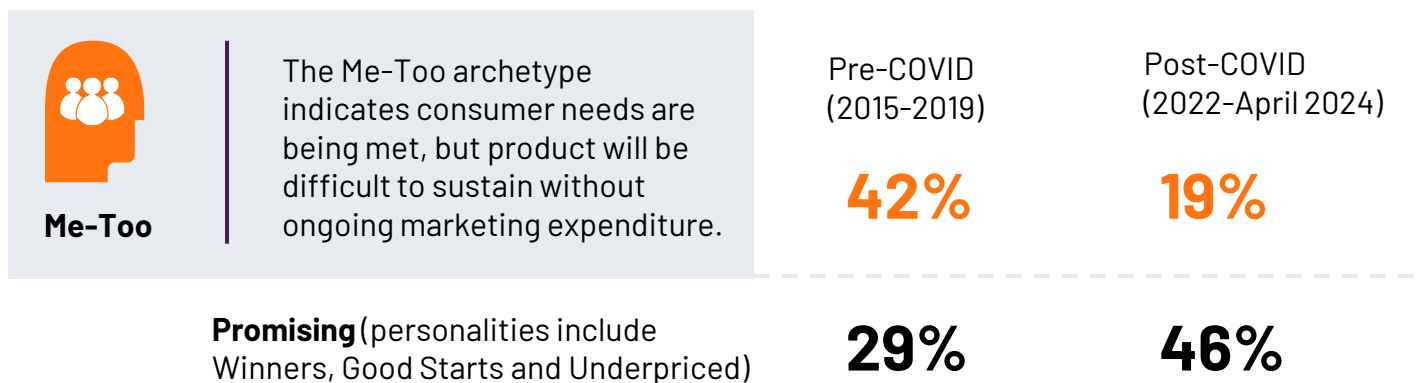 Me-Too
The Me-Too archetype
indicates consumer needs are
being met, but product will be
difficult to sustain without
ongoing marketing expenditure.
Pre-COVID
(2015-2019)
42%
Post-COVID
(2022-April 2024)
19%
Promising (personalities include
Winners, Good Starts and Underpriced)
29%
46%